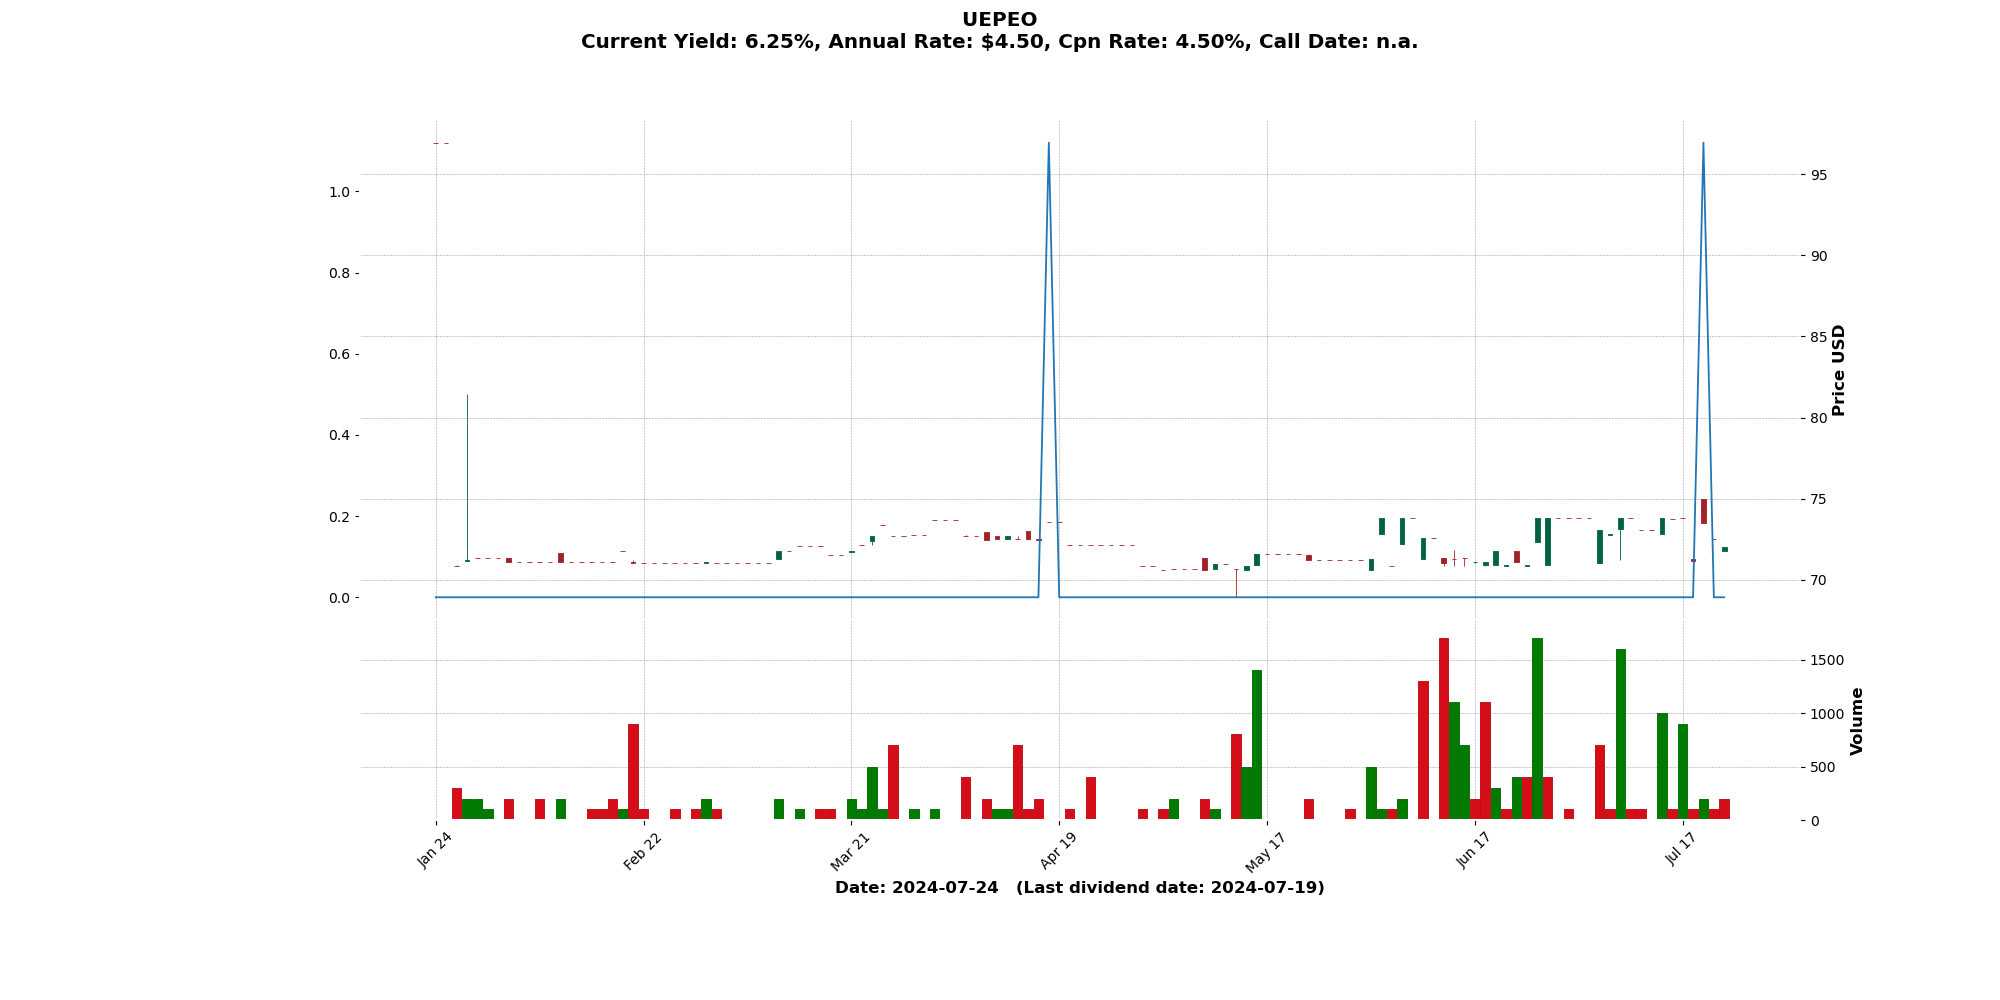 UEPEO
Current Yield: 6.25%, Annual Rate: $4.50, Cpn Rate: 4.50%, Call Date: n.a.
1.0
0.8
0.6
0.4
0.2
0.0
95
90
85
80
75
70
Price USD
1500
1000
500
0
Volume
Jan 24
Feb 22
Mar 21
Apr 19
May 17
Jun 17
Jul 17
Date: 2024-07-24 (Last dividend date: 2024-07-19)